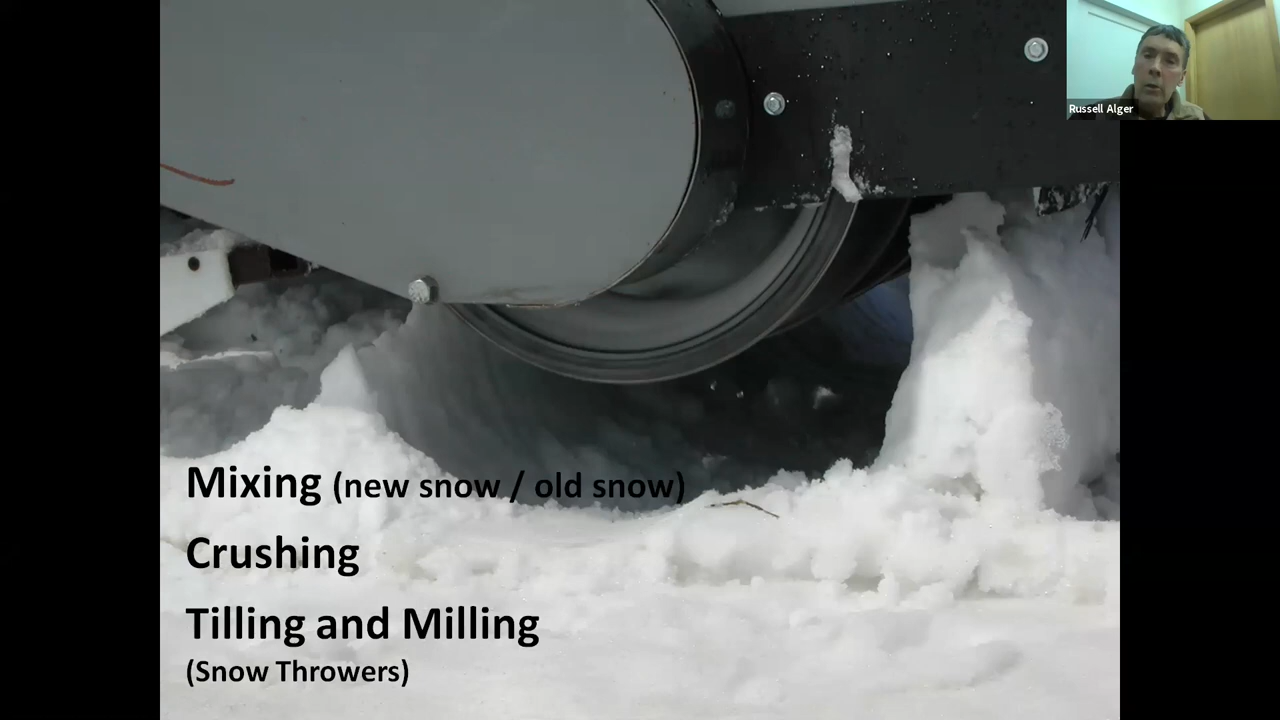 Russell Alger
Mixing (new snow / old snow)
Crushing
Tilling and Milling
(Snow Throwers)